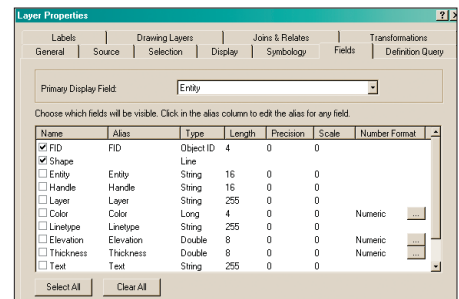 Layer Properties
Labels Drawing Layers Joins & Relates Transformations
General Source Selection Display Symbology Fields Definition Query
Primary Display Field: Entity
Choose which fields will be visible. Click in the alias column to edit the alias for any field.
Name Alias Type Length Precision Scale Number Format
FID FID Object ID 4 0 0
Shape Line
Entity Entity String 16 0 0
Handle Handle String 16 0 0
Layer Layer String 255 0 0
Color Color Long 4 0 0 Numeric ...
Linetype Linetype String 255 0 0
Elevation Elevation Double 8 0 0 Numeric ...
Thickness Thickness Double 8 0 0 Numeric ...
Text Text String 255 0 0
Select All Clear All